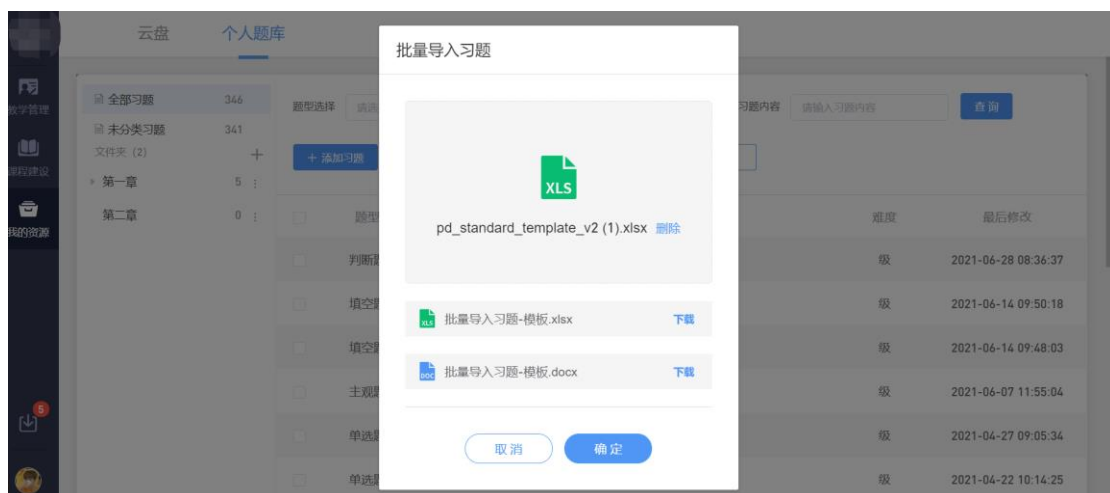 云盘
个人题库
批量导入习题
教学管理
课程建设
我的资源
5
全部习题 346
未分类习题 341
文件夹 (2) +
第一章 5
第二章 0
题型选择
习题内容 请输入习题内容 查询
+ 添加习题
XLS
pd_standard_template_v2 (1).xlsx 删除
XLS 批量导入习题-模板.xlsx 下载
DOC 批量导入习题-模板.docx 下载
取消 确定
题型 难度 最后修改
判断题 级 2021-06-28 08:36:37
填空题 级 2021-06-14 09:50:18
填空题 级 2021-06-14 09:48:03
主观题 级 2021-06-07 11:55:04
单选题 级 2021-04-27 09:05:34
单选题 级 2021-04-22 10:14:25